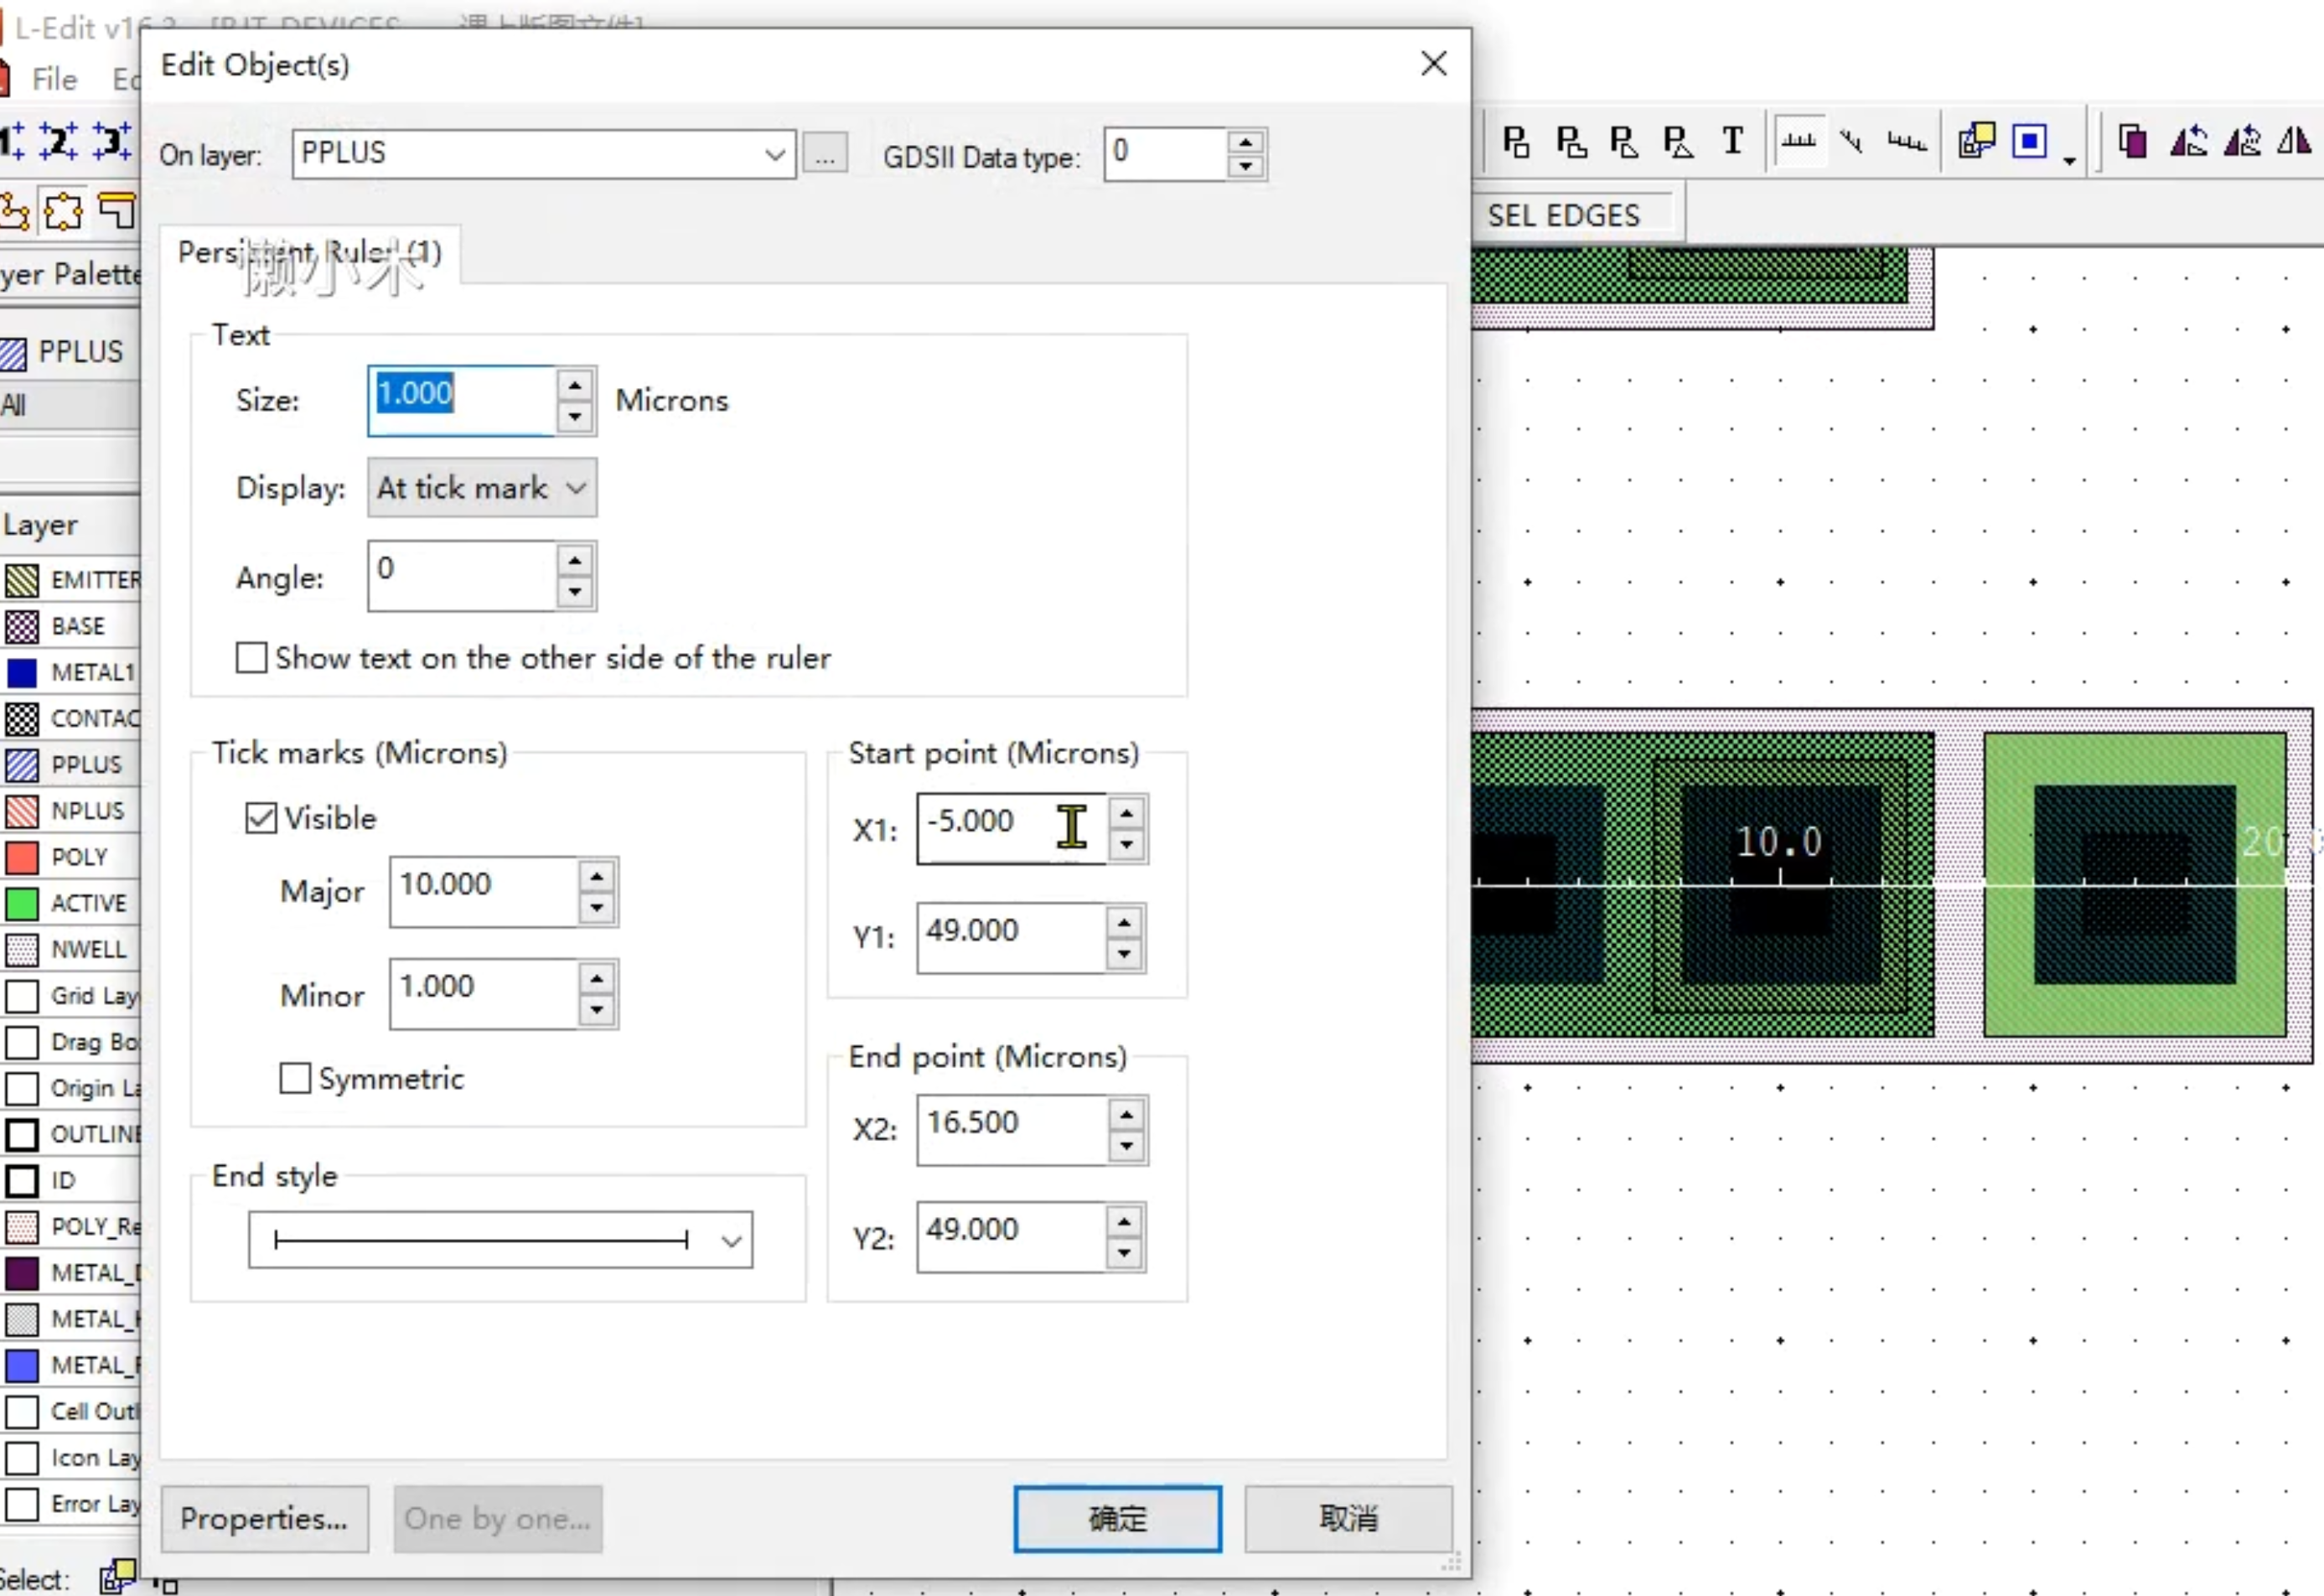 L-Edit v16.2 [BJT_DEVICES
Edit Object(s)
File
On layer: PPLUS ... GDSII Data type: 0
SEL EDGES
Persistent Ruler (1)
懒小木
Text
PPLUS
Size: 1.000 Microns
All
Display: At tick mark
Layer
Angle: 0
EMITTER
BASE
Show text on the other side of the ruler
METAL1
CONTAC
PPLUS
NPLUS
POLY
ACTIVE
NWELL
Grid Lay
Drag Bo
Origin La
OUTLINE
ID
POLY_Re
METAL_
METAL_
METAL_
Cell Outl
Icon Lay
Error Lay
Tick marks (Microns)
Visible
Major 10.000
Minor 1.000
Symmetric
End style
Start point (Microns)
X1: -5.000
Y1: 49.000
End point (Microns)
X2: 16.500
Y2: 49.000
10.0
20
Properties...
One by one...
确定
取消
Select: